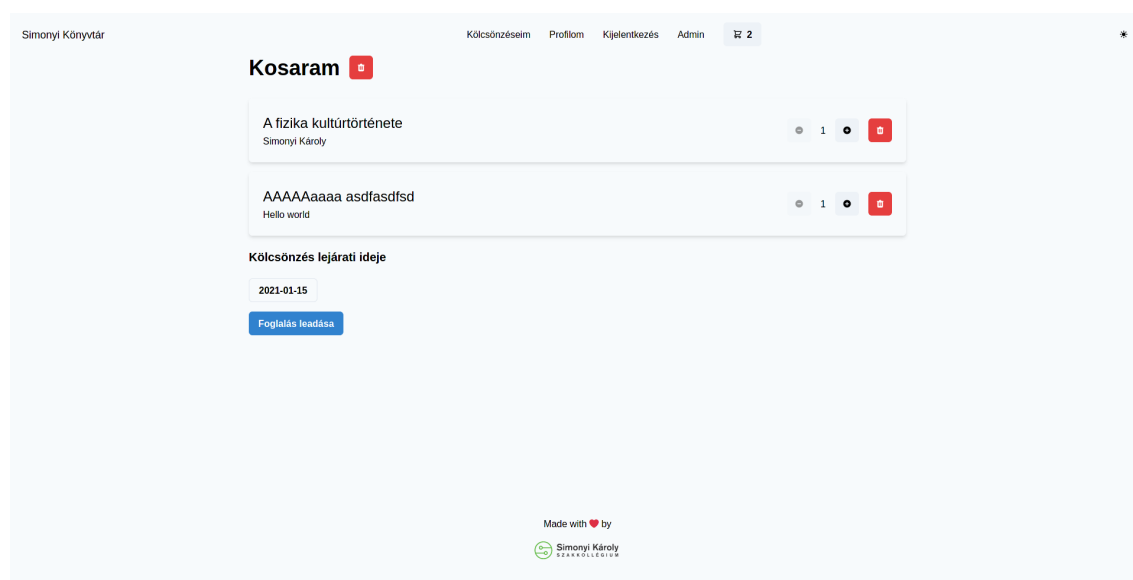 Simonyi Könyvtár
Kölcsönzéseim Profilom Kijelentkezés Admin 2
Kosaram
A fizika kultúrtörténete
Simonyi Károly
1
AAAAAaaaa asdfasdfsd
Hello world
1
Kölcsönzés lejárati ideje
2021-01-15
Foglalás leadása
Made with ❤ by
Simonyi Károly
SZAKKOLLÉGIUM